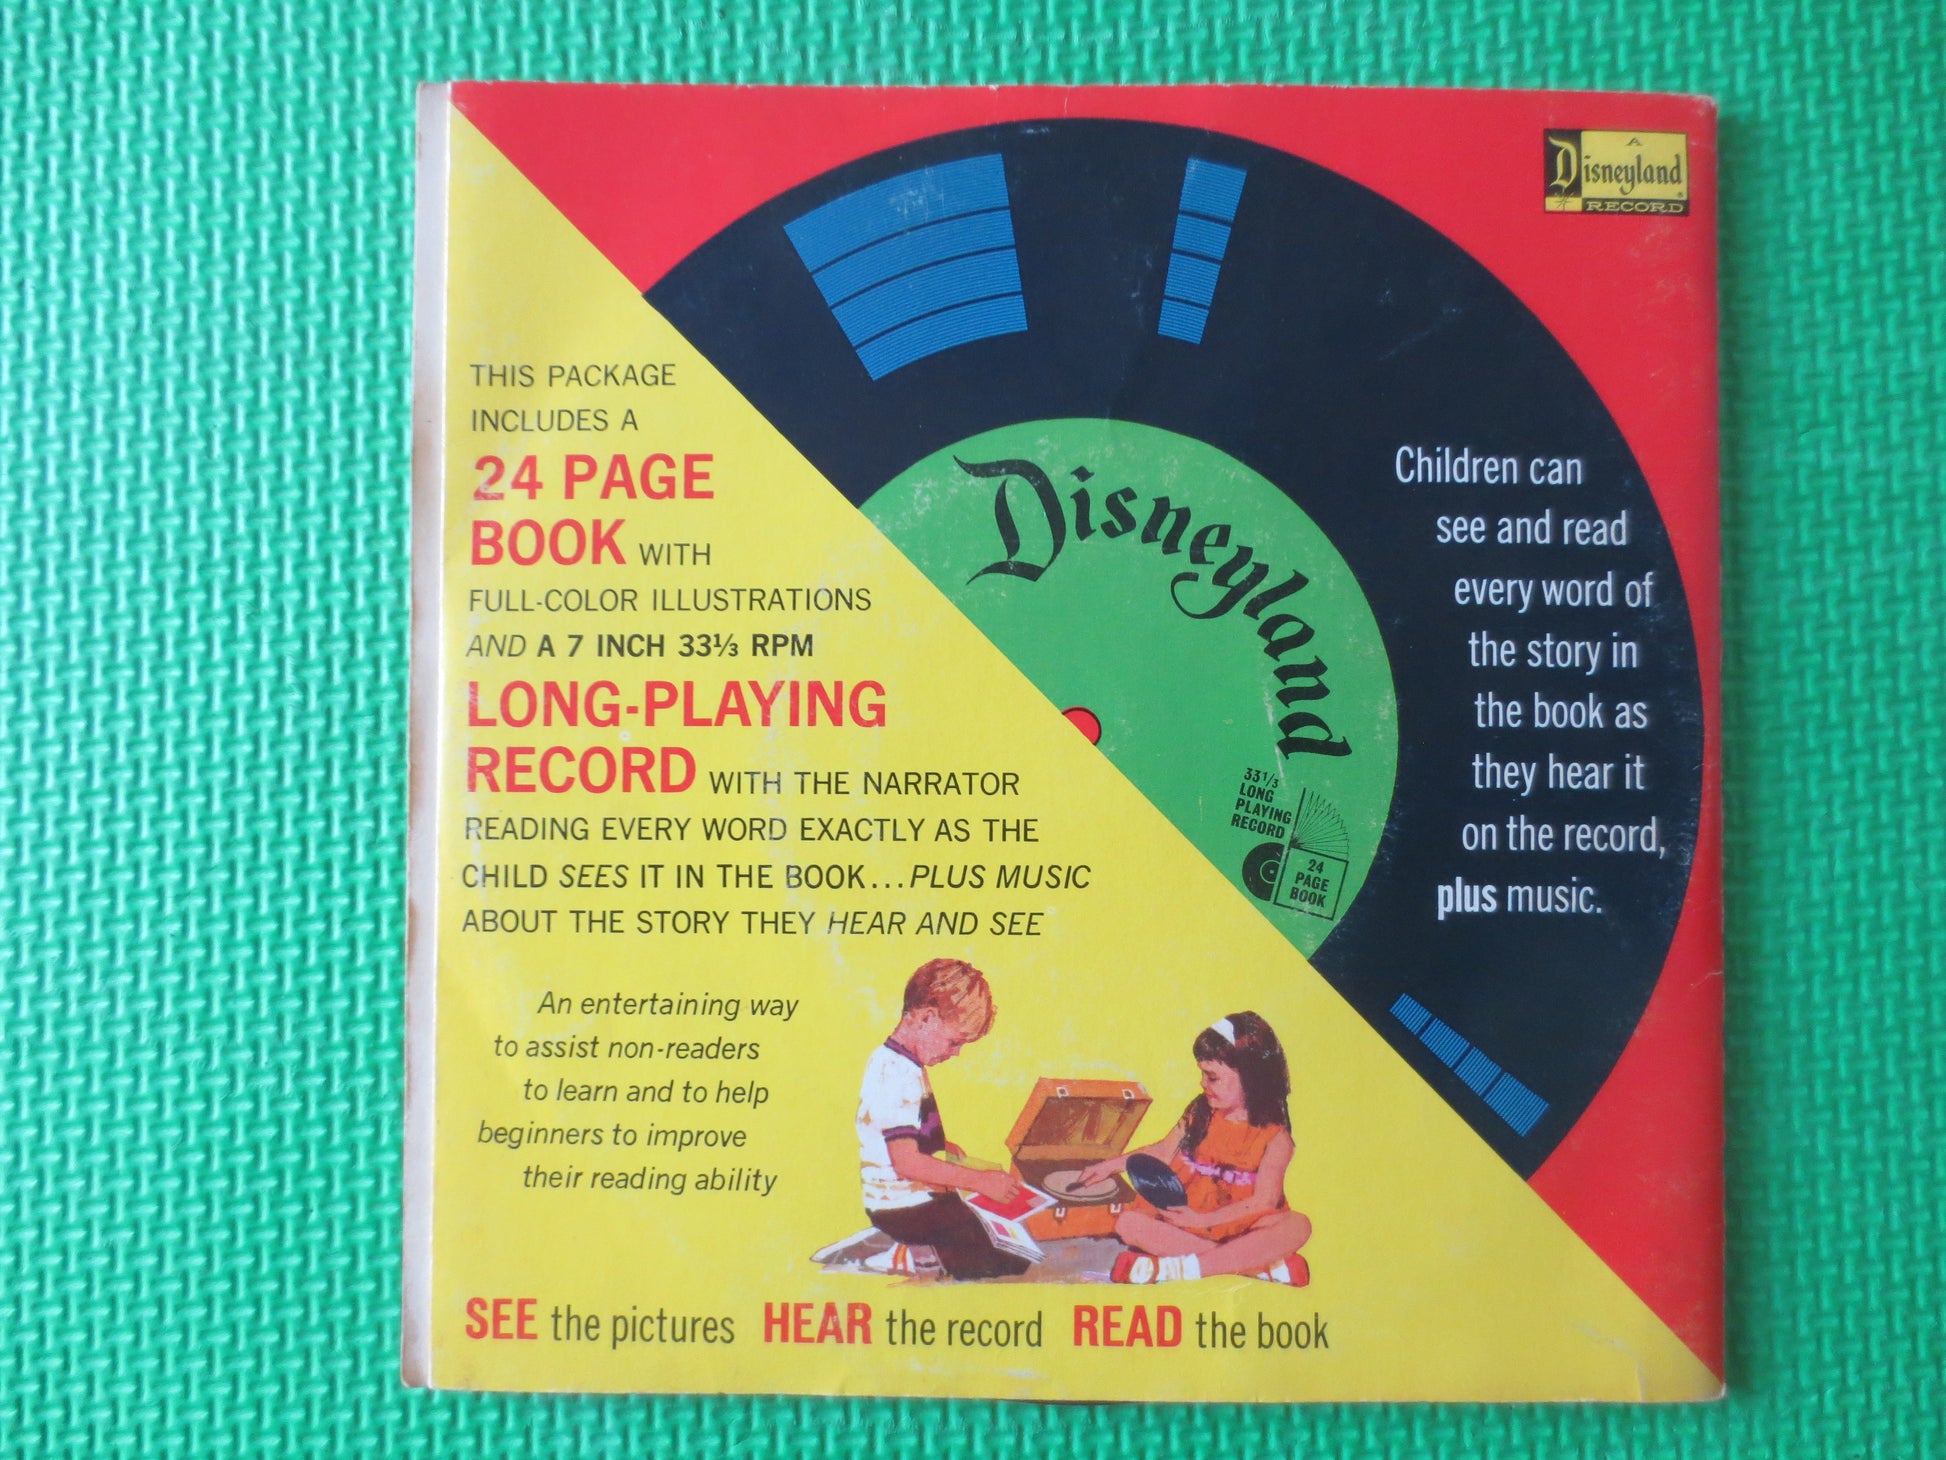 A
Disneyland
RECORD
THIS PACKAGE
INCLUDES A
24 PAGE
BOOK WITH
FULL-COLOR ILLUSTRATIONS
AND A 7 INCH 33⅓ RPM
LONG-PLAYING
RECORD WITH THE NARRATOR
READING EVERY WORD EXACTLY AS THE
CHILD SEES IT IN THE BOOK...PLUS MUSIC
ABOUT THE STORY THEY HEAR AND SEE
An entertaining way
to assist non-readers
to learn and to help
beginners to improve
their reading ability
SEE the pictures HEAR the record READ the book
Disneyland
33 1/3
LONG
PLAYING
RECORD
24
PAGE
BOOK
Children can
see and read
every word of
the story in
the book as
they hear it
on the record,
plus music.